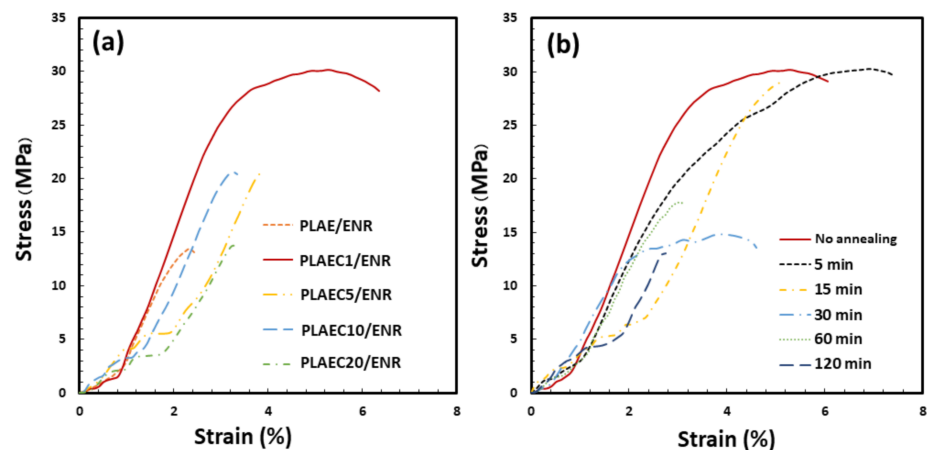 (a)
35
30
25
20
15
10
5
0
0 2 4 6 8
Stress (MPa)
Strain (%)
PLAE/ENR
PLAEC1/ENR
PLAEC5/ENR
PLAEC10/ENR
PLAEC20/ENR
(b)
35
30
25
20
15
10
5
0
0 2 4 6 8
Stress (MPa)
Strain (%)
No annealing
5 min
15 min
30 min
60 min
120 min